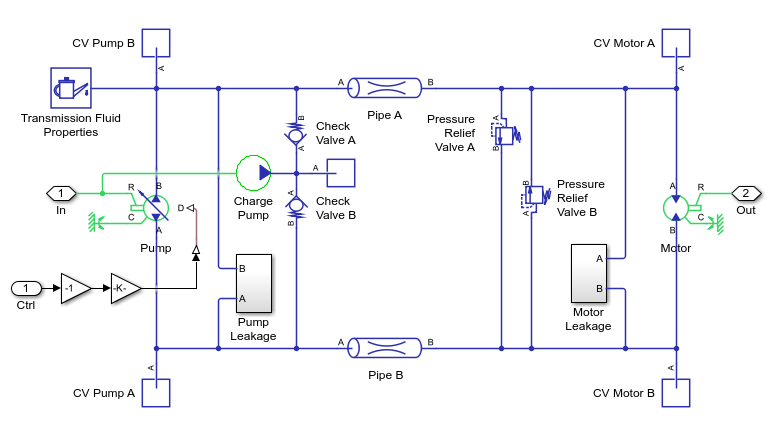 CV Pump B
A
CV Motor A
A
Transmission Fluid
Properties
A
B
Pipe A
B
A
Check
Valve A
Pressure
Relief
Valve A
A
B
1
In
R
C
B
A
Pump
D
Charge
Pump
A
A
B
Check
Valve B
B
A
Pressure
Relief
Valve B
A
B
R
C
Motor
2
Out
1
Ctrl
-1
-K-
B
A
Pump
Leakage
A
B
Motor
Leakage
A
B
Pipe B
A
CV Pump A
A
CV Motor B